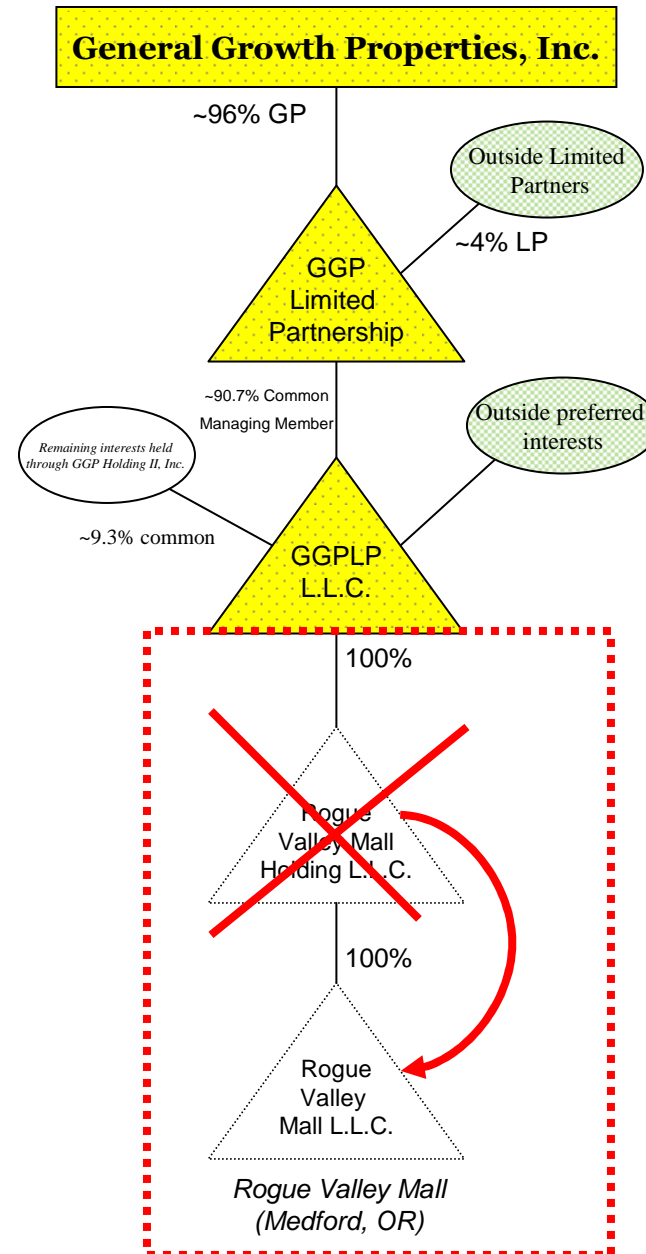 General Growth Properties, Inc.
~96% GP
Outside Limited
Partners
~4% LP
GGP
Limited
Partnership
~90.7% Common
Managing Member
Outside preferred
interests
Remaining interests held
through GGP Holding II, Inc.
~9.3% common
GGPLP
L.L.C.
100%
Rogue
Valley Mall
Holding L.L.C.
100%
Rogue
Valley
Mall L.L.C.
Rogue Valley Mall
(Medford, OR)